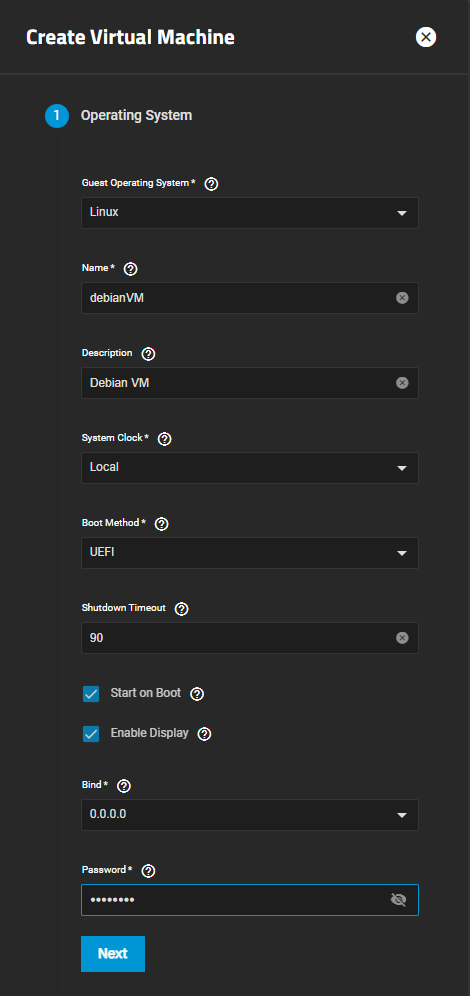 Create Virtual Machine
1 Operating System
Guest Operating System *
Linux
Name *
debianVM
Description
Debian VM
System Clock *
Local
Boot Method *
UEFI
Shutdown Timeout
90
Start on Boot
Enable Display
Bind *
0.0.0.0
Password *
••••••••
Next